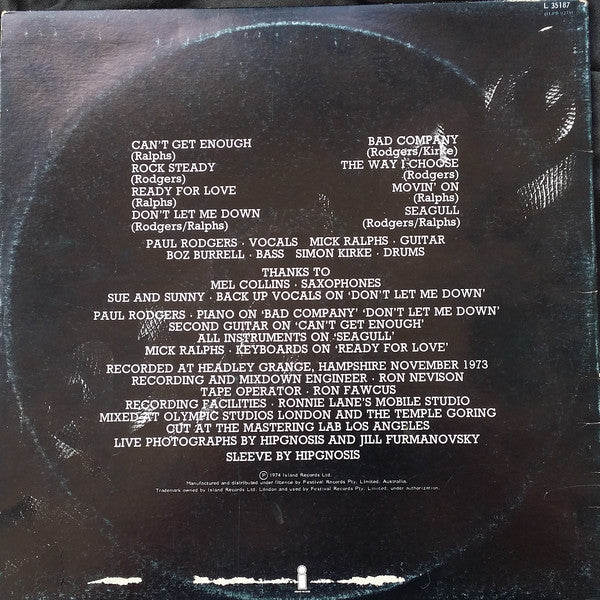 L 35187
CAN'T GET ENOUGH
(Ralphs)
ROCK STEADY
(Rodgers)
READY FOR LOVE
(Ralphs)
DON'T LET ME DOWN
(Rodgers/Ralphs)
BAD COMPANY
(Rodgers/Kirke)
THE WAY I CHOOSE
(Rodgers)
MOVIN' ON
(Ralphs)
SEAGULL
(Rodgers/Ralphs)
PAUL RODGERS · VOCALS MICK RALPHS · GUITAR
BOZ BURRELL · BASS SIMON KIRKE · DRUMS
THANKS TO
MEL COLLINS · SAXOPHONES
SUE AND SUNNY · BACK UP VOCALS ON 'DON'T LET ME DOWN'
PAUL RODGERS · PIANO ON 'BAD COMPANY' 'DON'T LET ME DOWN'
SECOND GUITAR ON 'CAN'T GET ENOUGH'
ALL INSTRUMENTS ON 'SEAGULL'
MICK RALPHS · KEYBOARDS ON 'READY FOR LOVE'
RECORDED AT HEADLEY GRANGE, HAMPSHIRE NOVEMBER 1973
RECORDING AND MIXDOWN ENGINEER · RON NEVISON
TAPE OPERATOR · RON FAWCUS
RECORDING FACILITIES · RONNIE LANE'S MOBILE STUDIO
MIXED AT OLYMPIC STUDIOS LONDON AND THE TEMPLE GORING
CUT AT THE MASTERING LAB LOS ANGELES
LIVE PHOTOGRAPHS BY HIPGNOSIS AND JILL FURMANOVSKY
SLEEVE BY HIPGNOSIS
℗ 1974 Island Records Ltd.
Manufactured and distributed under licence by Festival Records Pty. Limited, Australia.
Trademark owned by Island Records Ltd. London and used by Festival Records Pty. Limited, under authorization.